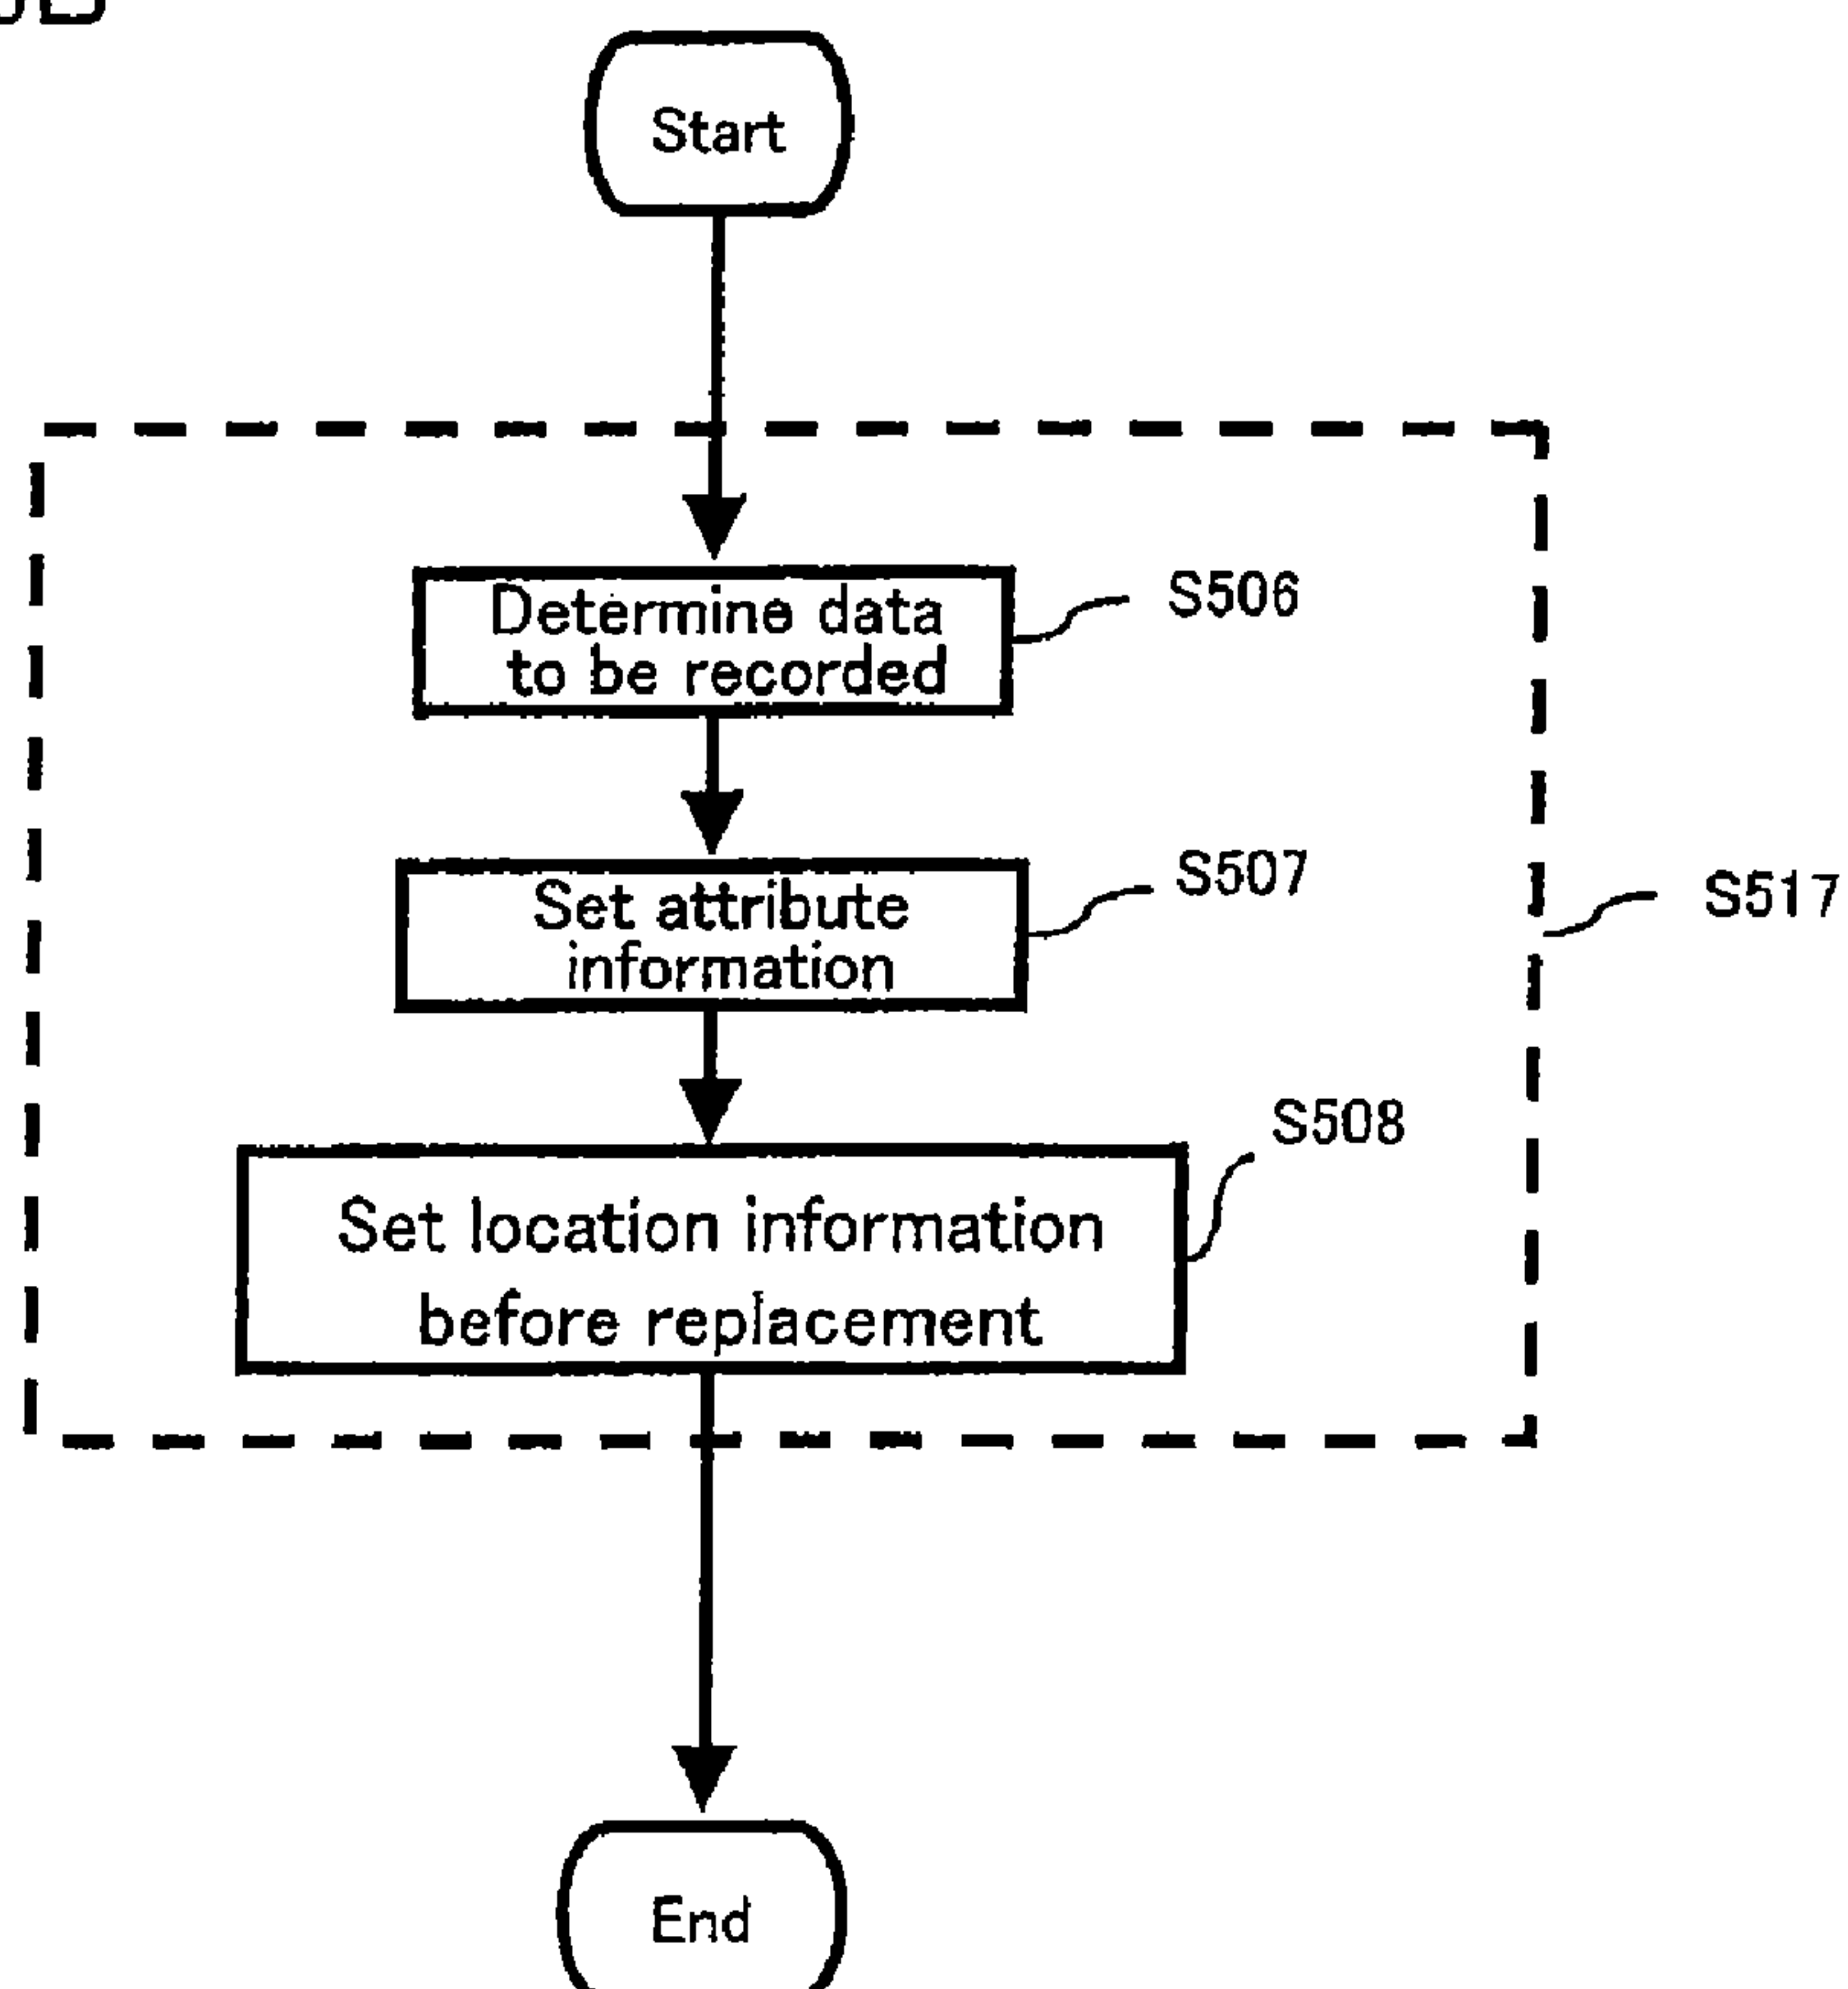 Start
Determine data
to be recorded
S506
Set attribute
information
S507
S517
Set location information
before replacement
S508
End